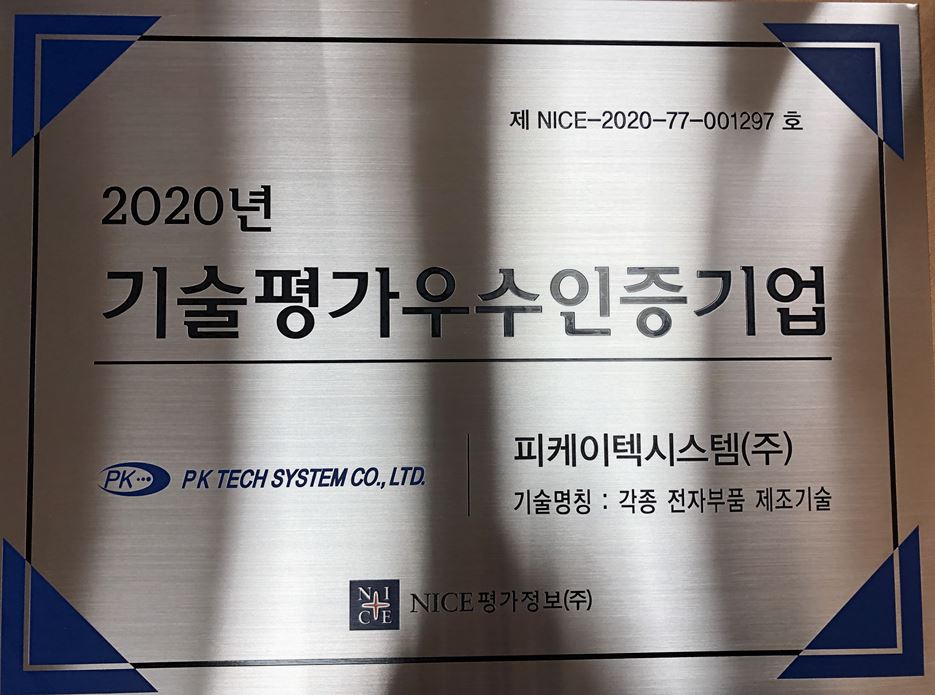 제 NICE-2020-77-001297 호
2020년
기술평가우수인증기업
PK PK TECH SYSTEM CO., LTD.
피케이텍시스템(주)
기술명칭 : 각종 전자부품 제조기술
NICE NICE평가정보(주)